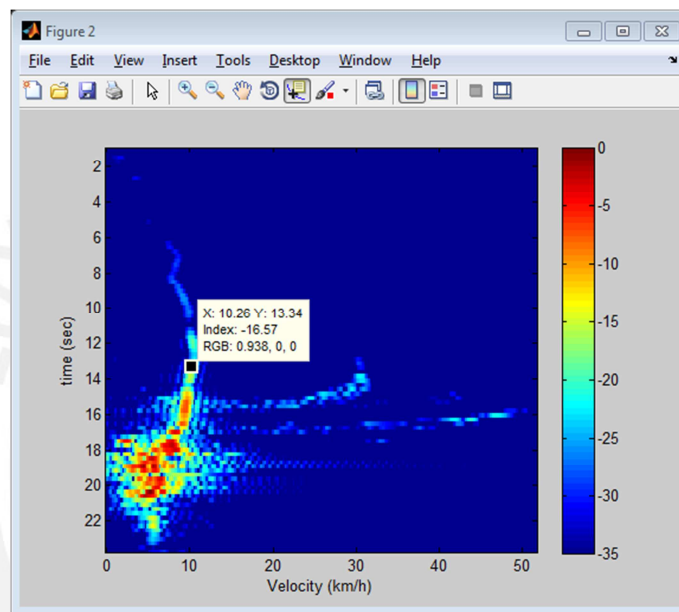 Figure 2
File Edit View Insert Tools Desktop Window Help
0
2
-5
4
6
-10
8
X: 10.26 Y: 13.34
10
Index: -16.57
-15
RGB: 0.938, 0, 0
12
time (sec)
14
-20
16
-25
18
20
-30
22
-35
0 10 20 30 40 50
Velocity (km/h)